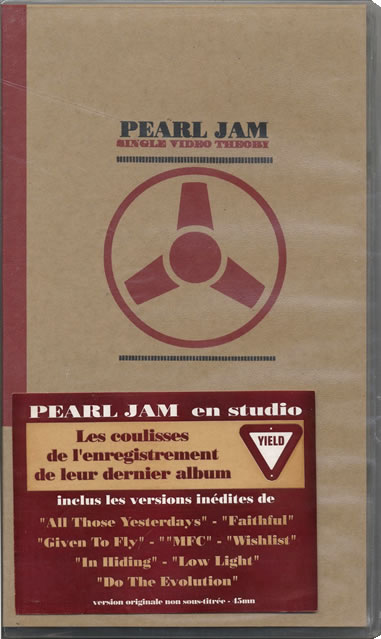 PEARL JAM
SINGLE VIDEO THEORY
PEARL JAM en studio
Les coulisses
de l'enregistrement
de leur dernier album
YIELD
inclus les versions inédites de
"All Those Yesterdays" - "Faithful"
"Given To Fly" - ""MFC" - "Wishlist"
"In Hiding" - "Low Light"
"Do The Evolution"
version originale non sous-titrée - 45mn